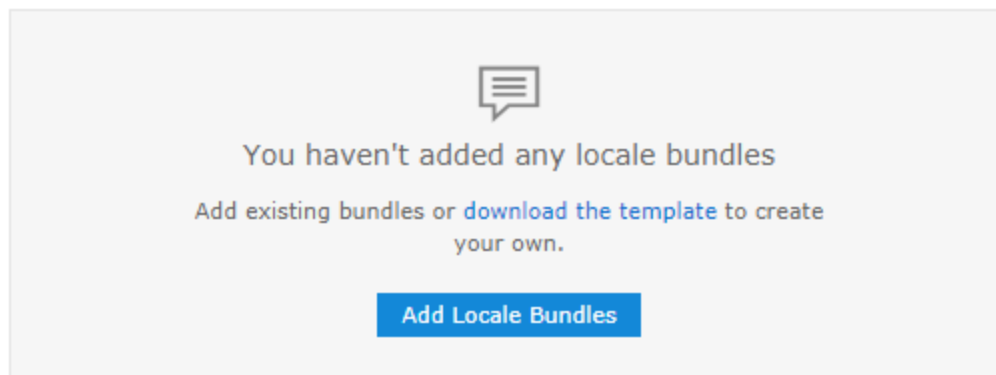 You haven't added any locale bundles
Add existing bundles or download the template to create
your own.
Add Locale Bundles